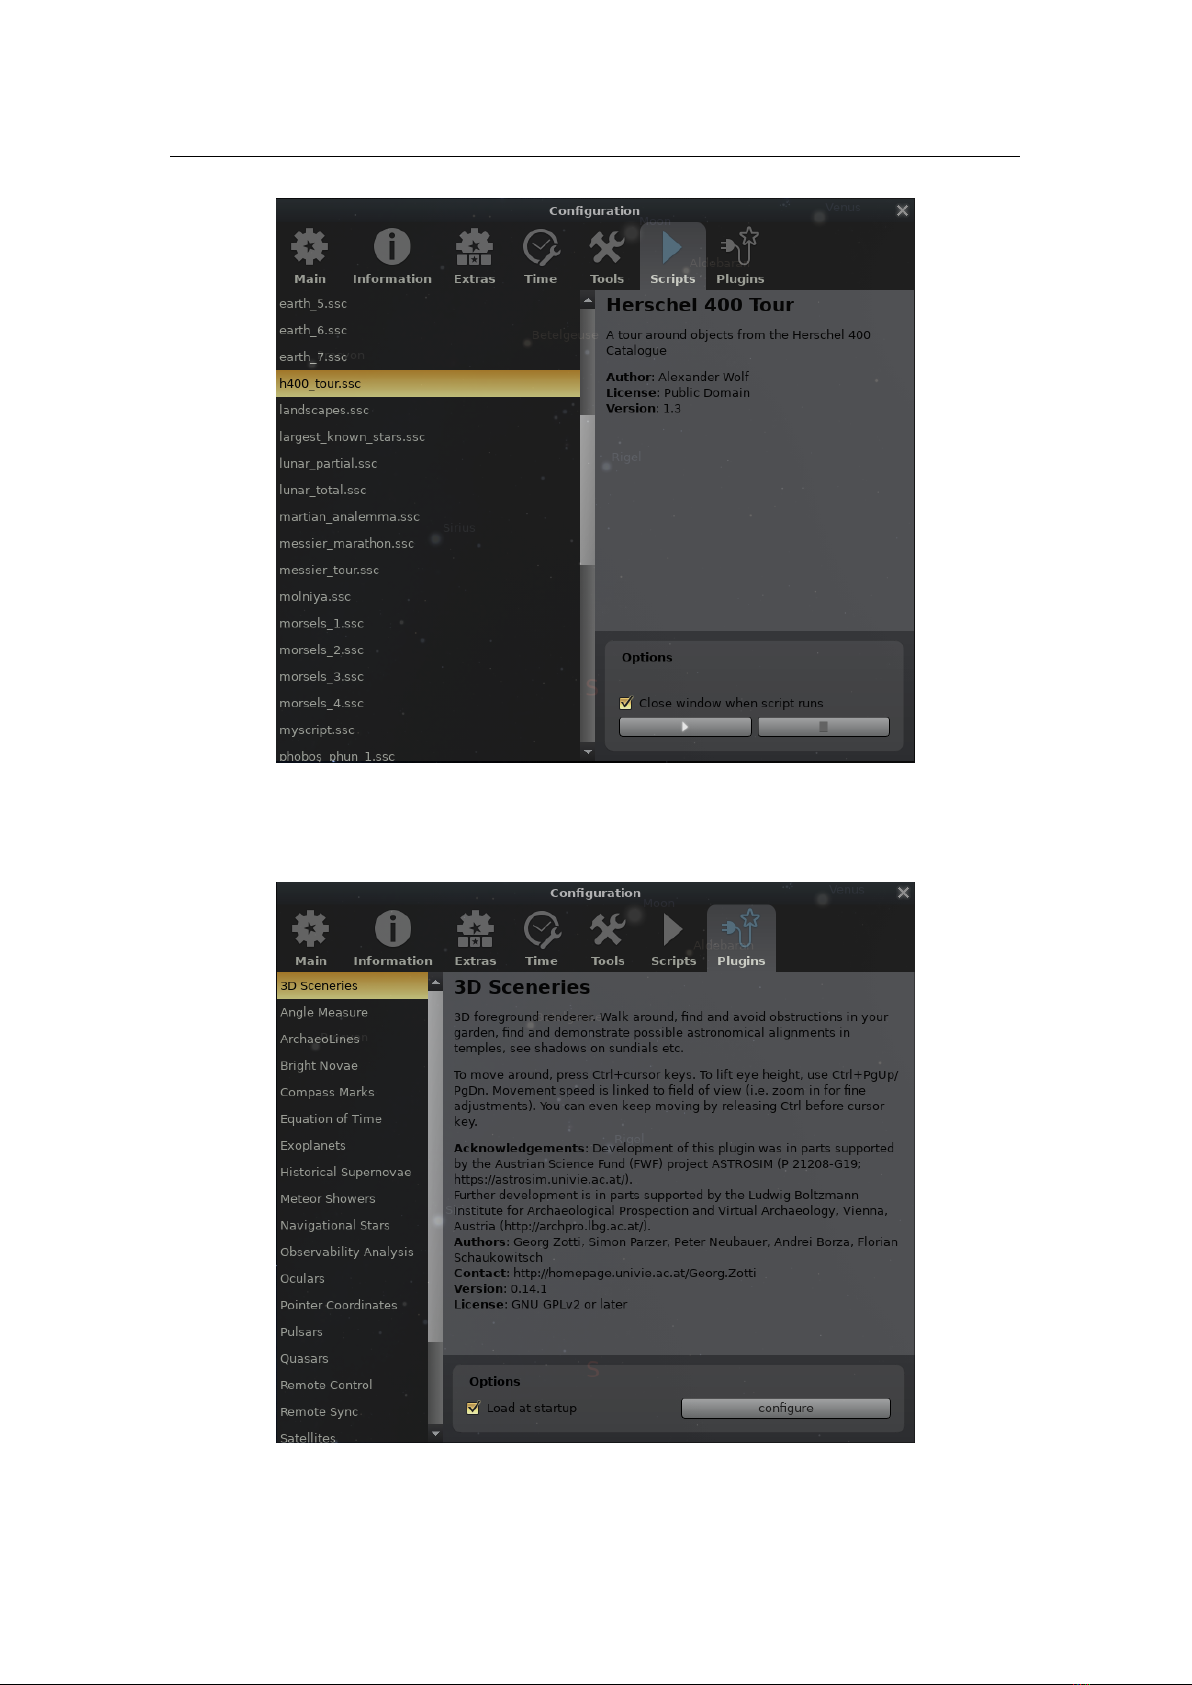 Configuration
Venus
Moon
Aldebaran
Main Information Extras Time Tools Scripts Plugins
earth_5.ssc
earth_6.ssc
earth_7.ssc
h400_tour.ssc
landscapes.ssc
largest_known_stars.ssc
lunar_partial.ssc
lunar_total.ssc
martian_analemma.ssc
messier_marathon.ssc
messier_tour.ssc
molniya.ssc
morsels_1.ssc
morsels_2.ssc
morsels_3.ssc
morsels_4.ssc
myscript.ssc
phobos_phun_1.ssc
Betelgeuse
Sirius
Herschel 400 Tour
A tour around objects from the Herschel 400
Catalogue
Author: Alexander Wolf
License: Public Domain
Version: 1.3
Rigel
S
Options
Close window when script runs
Configuration
Venus
Moon
Aldebaran
Main Information Extras Time Tools Scripts Plugins
3D Sceneries
Angle Measure
ArchaeoLines
Bright Novae
Compass Marks
Equation of Time
Exoplanets
Historical Supernovae
Meteor Showers
Navigational Stars
Observability Analysis
Oculars
Pointer Coordinates
Pulsars
Quasars
Remote Control
Remote Sync
Satellites
3D Sceneries
3D foreground renderer. Walk around, find and avoid obstructions in your
garden, find and demonstrate possible astronomical alignments in
temples, see shadows on sundials etc.
To move around, press Ctrl+cursor keys. To lift eye height, use Ctrl+PgUp/
PgDn. Movement speed is linked to field of view (i.e. zoom in for fine
adjustments). You can even keep moving by releasing Ctrl before cursor
key.
Rigel
Acknowledgements: Development of this plugin was in parts supported
by the Austrian Science Fund (FWF) project ASTROSIM (P 21208-G19;
https://astrosim.univie.ac.at/).
Further development is in parts supported by the Ludwig Boltzmann
Institute for Archaeological Prospection and Virtual Archaeology, Vienna,
Austria (http://archpro.lbg.ac.at/).
Authors: Georg Zotti, Simon Parzer, Peter Neubauer, Andrei Borza, Florian
Schaukowitsch
Contact: http://homepage.univie.ac.at/Georg.Zotti
Version: 0.14.1
License: GNU GPLv2 or later
S
Options
Load at startup configure